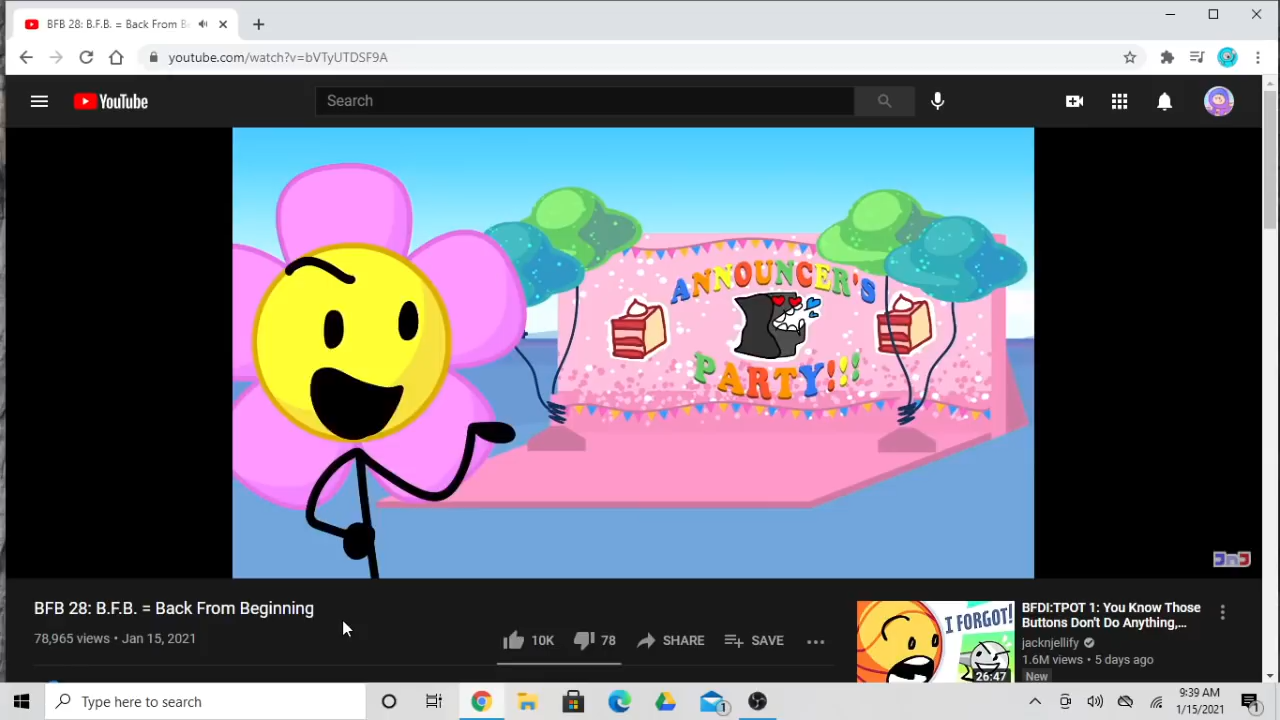 BFB 28: B.F.B. = Back From B
youtube.com/watch?v=bVTyUTDSF9A
YouTube
Search
ANNOUNCER'S
PARTY!!!
BFB 28: B.F.B. = Back From Beginning
78,965 views • Jan 15, 2021
10K
78
SHARE
SAVE
I FORGOT!
26:47
BFDI:TPOT 1: You Know Those
Buttons Don't Do Anything,...
jacknjellify
1.6M views • 5 days ago
New
Type here to search
1
9:39 AM
1/15/2021
1